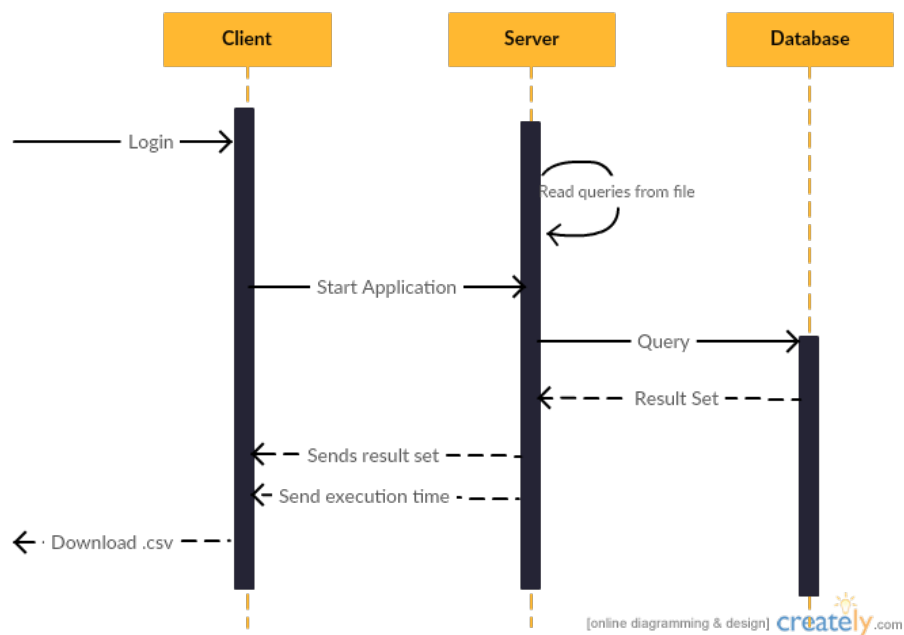 Client
Server
Database
Login
Read queries from file
Start Application
Query
Result Set
Sends result set
Send execution time
Download .csv
[online diagramming & design] creately.com